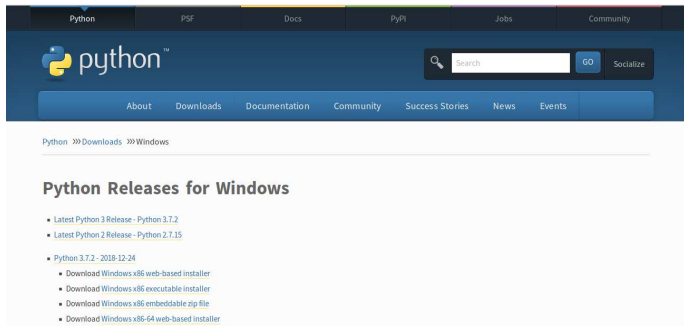 Python PSF Docs PyPI Jobs Community
python™
Search GO Socialize
About Downloads Documentation Community Success Stories News Events
Python >>> Downloads >>> Windows
Python Releases for Windows
Latest Python 3 Release - Python 3.7.2
Latest Python 2 Release - Python 2.7.15
Python 3.7.2 - 2018-12-24
Download Windows x86 web-based installer
Download Windows x86 executable installer
Download Windows x86 embeddable zip file
Download Windows x86-64 web-based installer